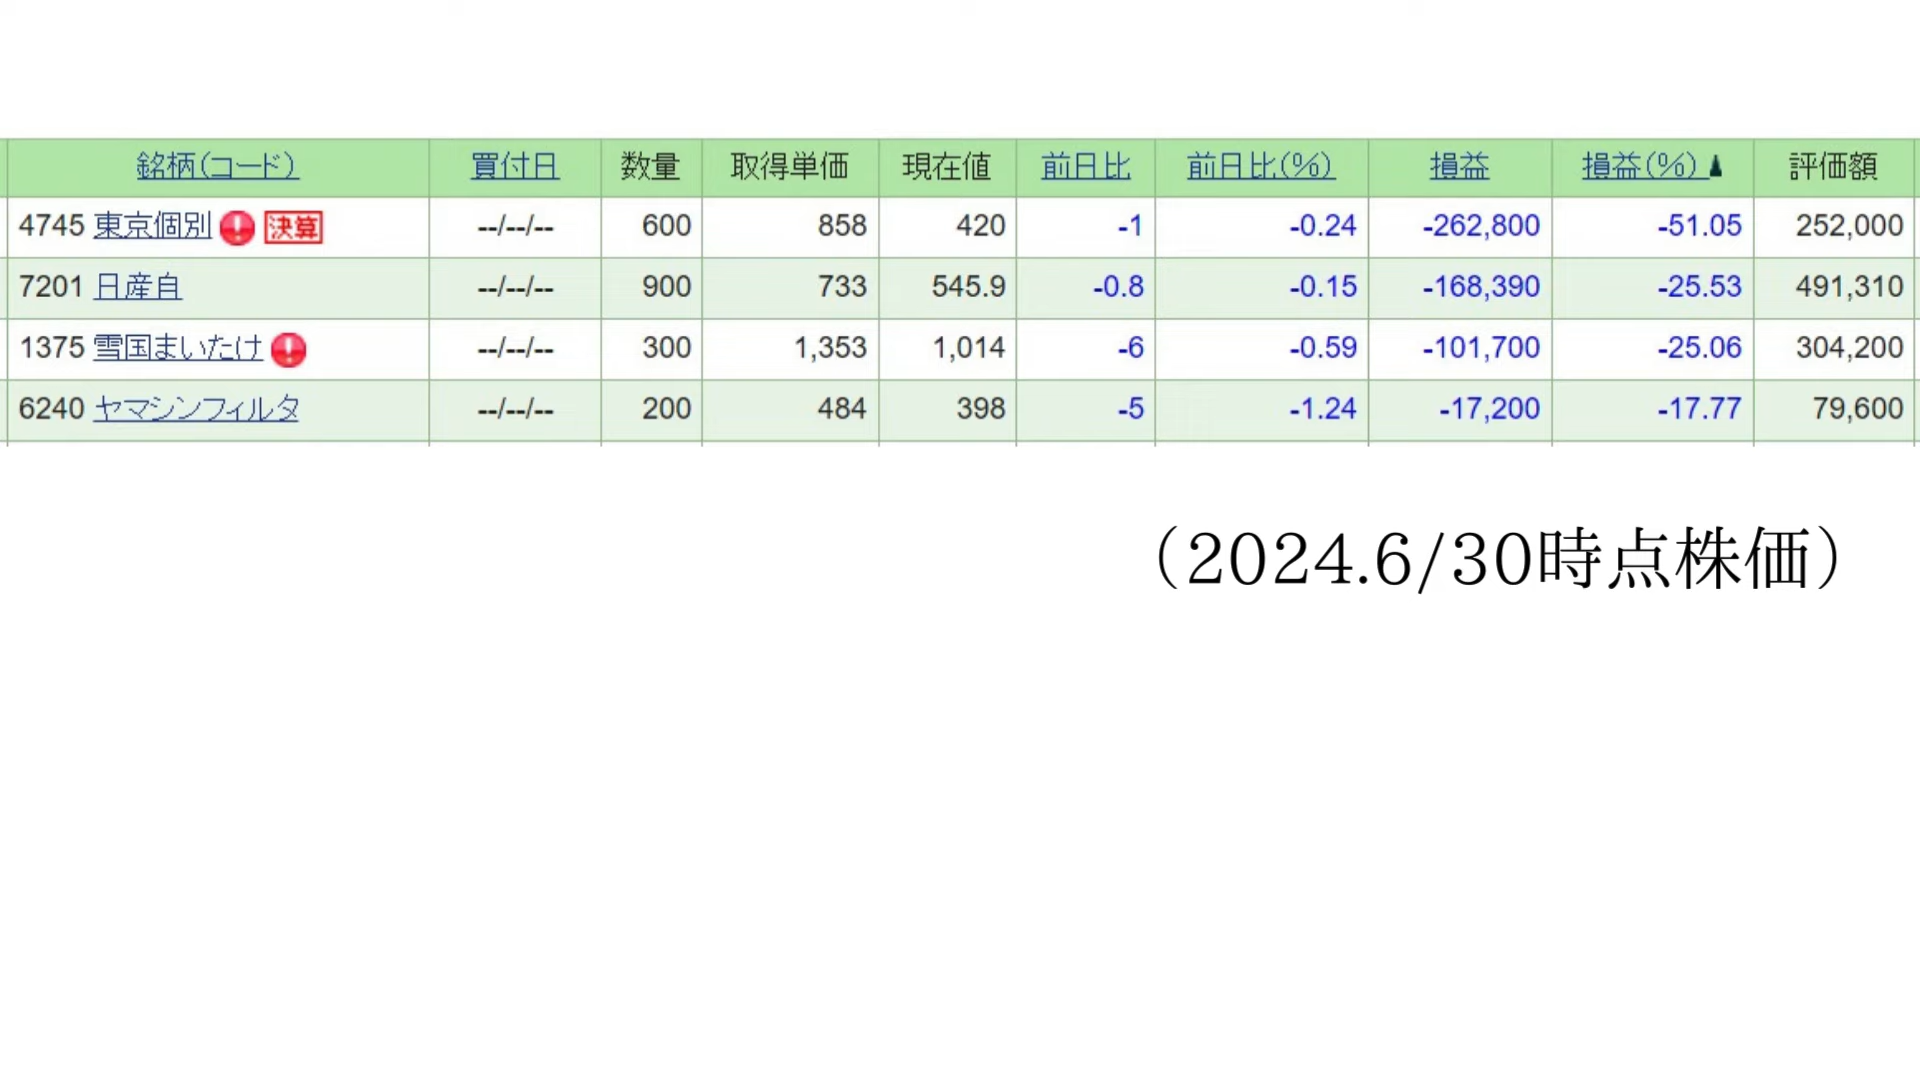 銘柄(コード) 買付日 数量 取得単価 現在値 前日比 前日比(%) 損益 損益(%)▲ 評価額
4745 東京個別 決算 --/--/-- 600 858 420 -1 -0.24 -262,800 -51.05 252,000
7201 日産自 --/--/-- 900 733 545.9 -0.8 -0.15 -168,390 -25.53 491,310
1375 雪国まいたけ --/--/-- 300 1,353 1,014 -6 -0.59 -101,700 -25.06 304,200
6240 ヤマシンフィルタ --/--/-- 200 484 398 -5 -1.24 -17,200 -17.77 79,600
（2024.6/30時点株価）